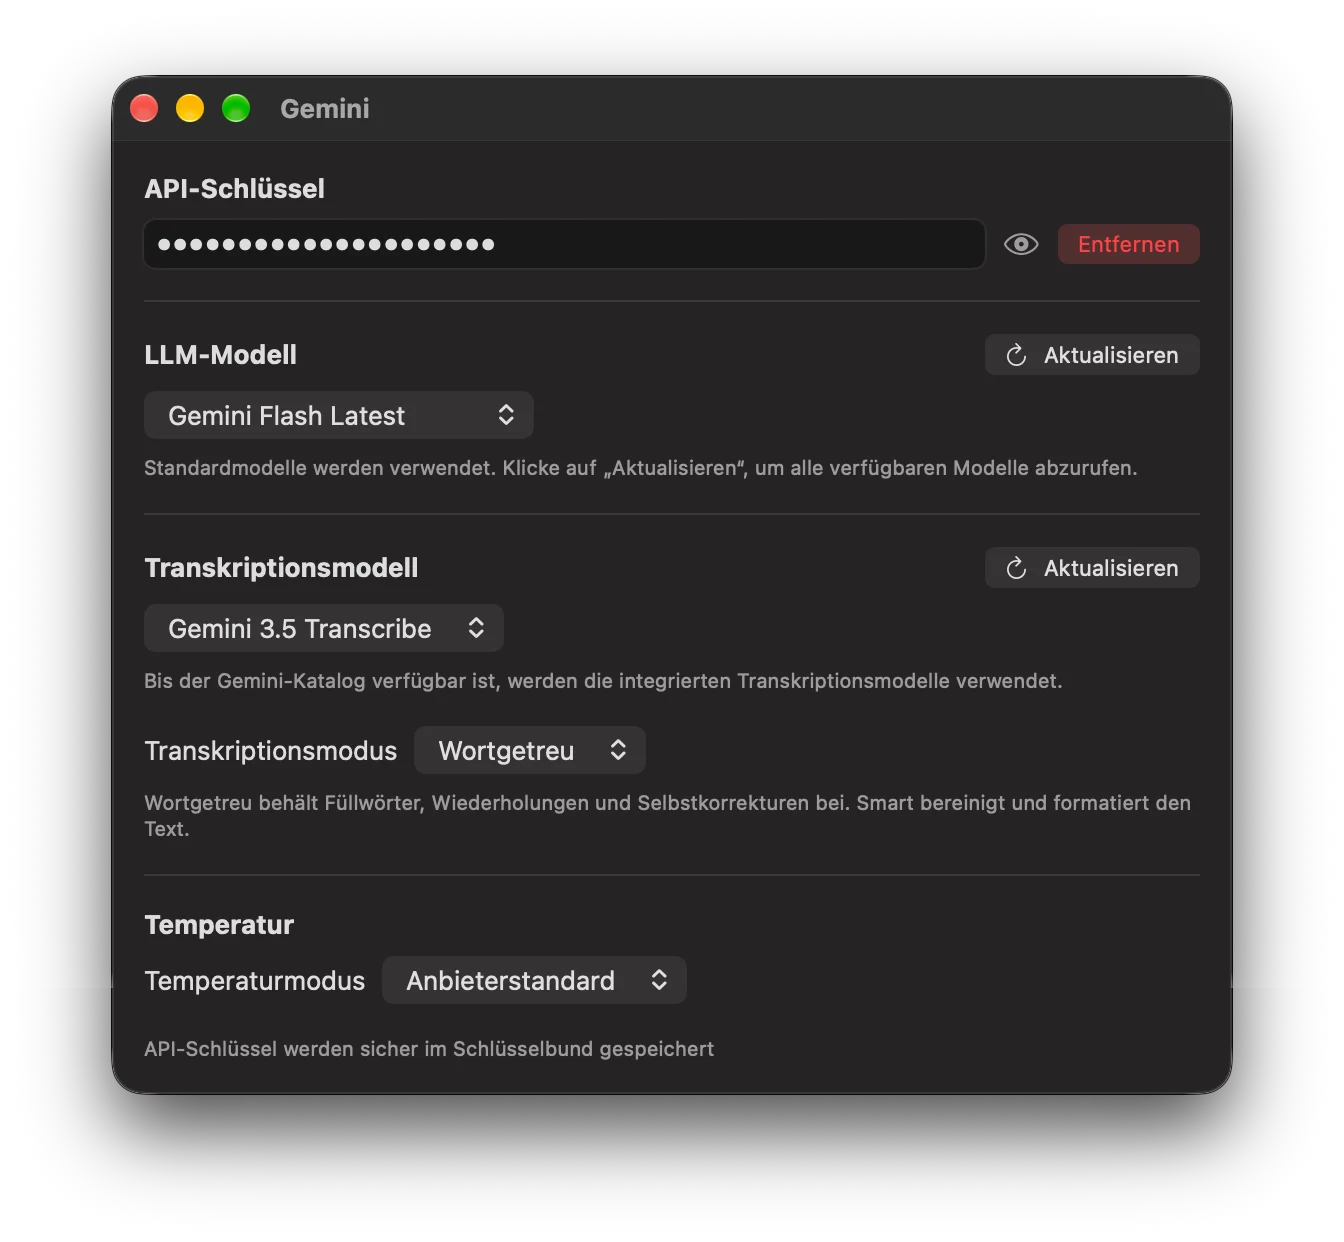 Gemini
API-Schlüssel
●●●●●●●●●●●●●●●●●●●●●
Entfernen
LLM-Modell
Aktualisieren
Gemini Flash Latest
Standardmodelle werden verwendet. Klicke auf „Aktualisieren“, um alle verfügbaren Modelle abzurufen.
Transkriptionsmodell
Aktualisieren
Gemini 3.5 Transcribe
Bis der Gemini-Katalog verfügbar ist, werden die integrierten Transkriptionsmodelle verwendet.
Transkriptionsmodus
Wortgetreu
Wortgetreu behält Füllwörter, Wiederholungen und Selbstkorrekturen bei. Smart bereinigt und formatiert den
Text.
Temperatur
Temperaturmodus
Anbieterstandard
API-Schlüssel werden sicher im Schlüsselbund gespeichert